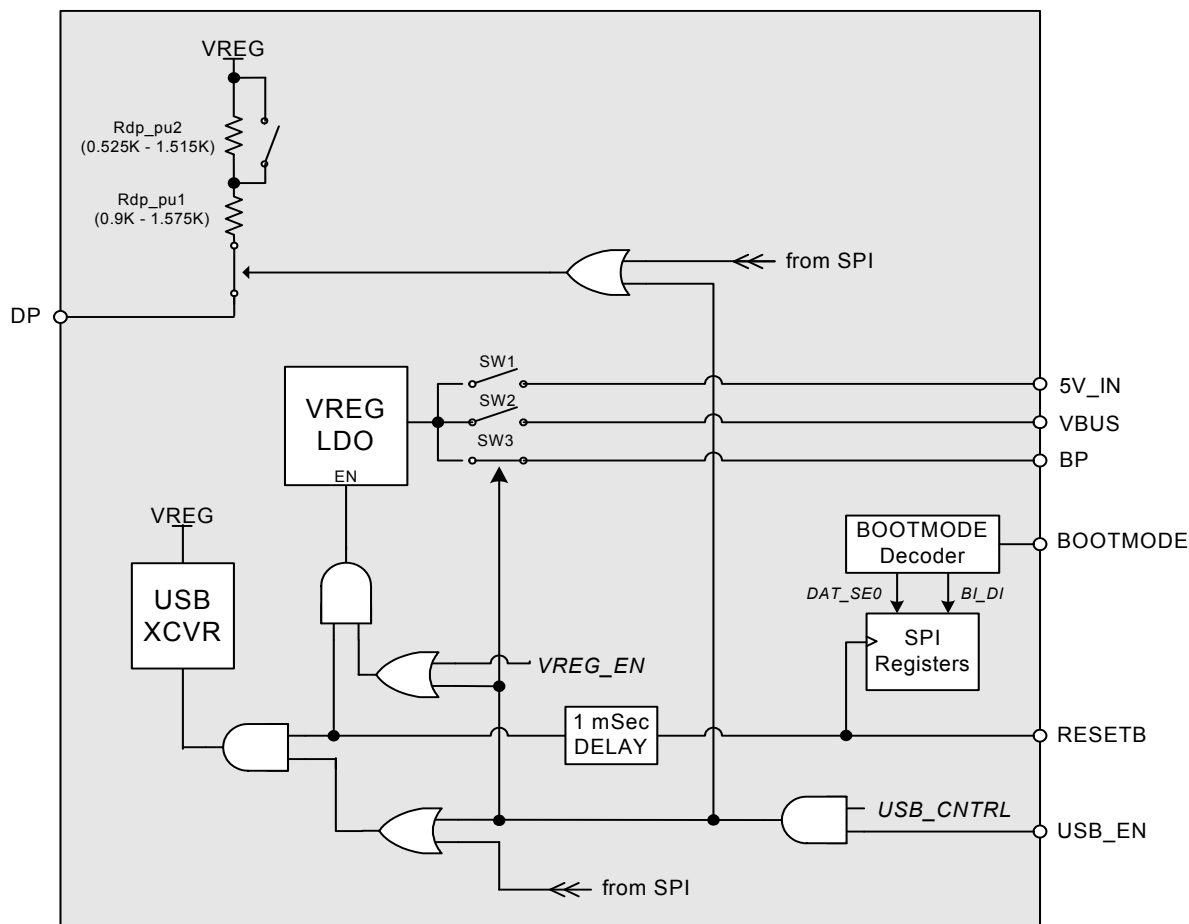 VREG
Rdp_pu2
(0.525K - 1.515K)
Rdp_pu1
(0.9K - 1.575K)
from SPI
DP
SW1
5V_IN
VREG
LDO
EN
SW2
VBUS
SW3
BP
VREG
BOOTMODE
Decoder
BOOTMODE
DAT_SE0
BI_DI
USB
XCVR
SPI
Registers
VREG_EN
1 mSec
DELAY
RESETB
USB_CNTRL
USB_EN
from SPI